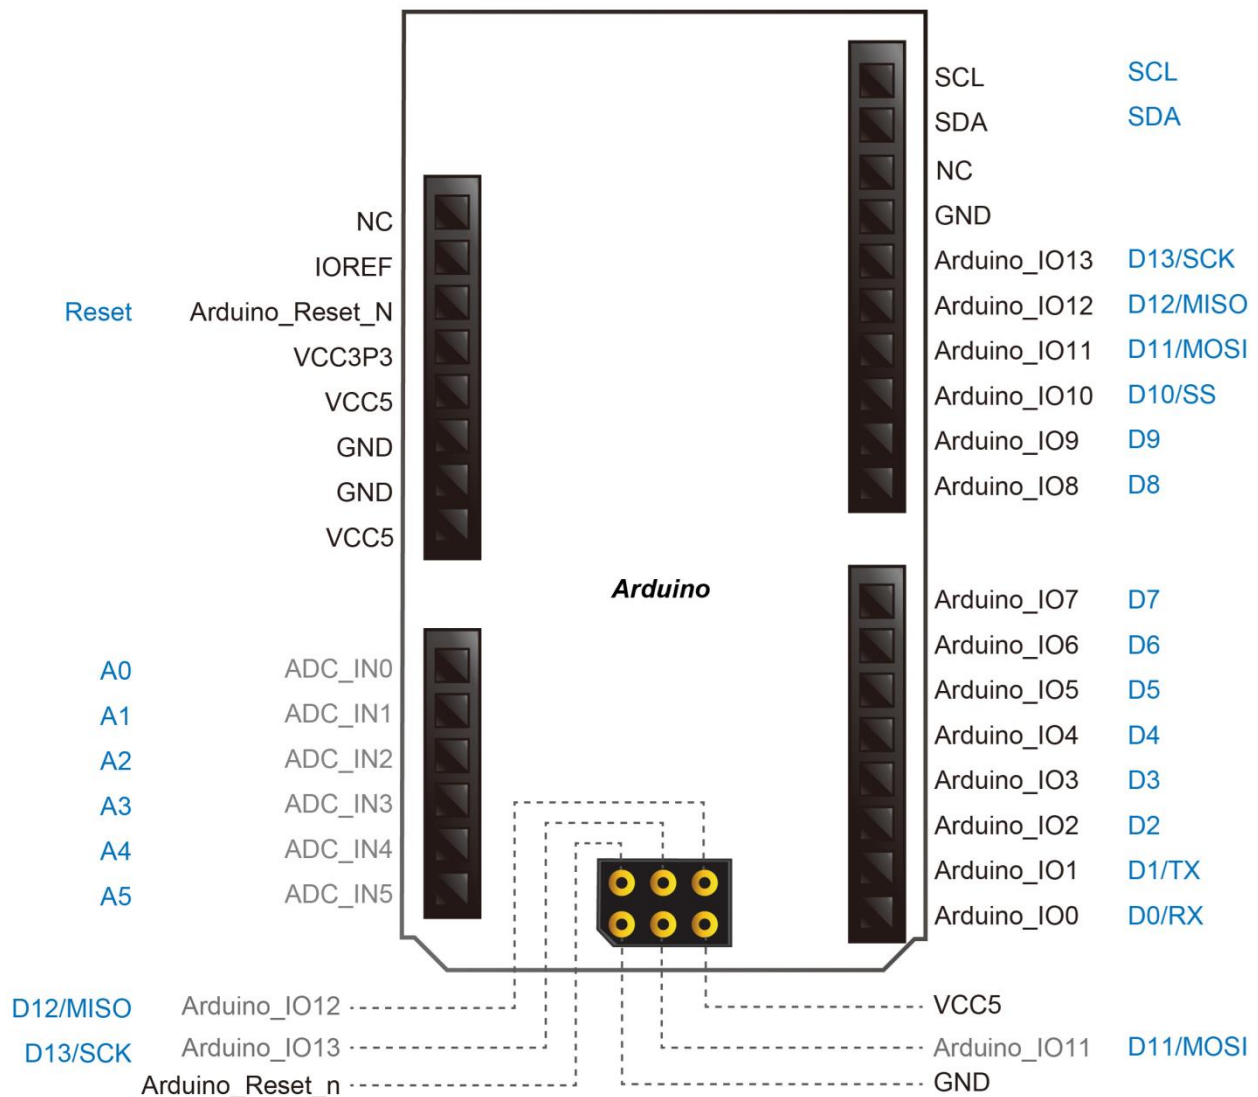 SCL SCL
SDA SDA
NC
NC GND
IOREF Arduino_IO13 D13/SCK
Reset Arduino_Reset_N Arduino_IO12 D12/MISO
VCC3P3 Arduino_IO11 D11/MOSI
VCC5 Arduino_IO10 D10/SS
GND Arduino_IO9 D9
GND Arduino_IO8 D8
VCC5
Arduino
Arduino_IO7 D7
A0 ADC_IN0 Arduino_IO6 D6
A1 ADC_IN1 Arduino_IO5 D5
A2 ADC_IN2 Arduino_IO4 D4
A3 ADC_IN3 Arduino_IO3 D3
A4 ADC_IN4 Arduino_IO2 D2
A5 ADC_IN5 Arduino_IO1 D1/TX
Arduino_IO0 D0/RX
D12/MISO Arduino_IO12 VCC5
D13/SCK Arduino_IO13 Arduino_IO11 D11/MOSI
Arduino_Reset_n GND